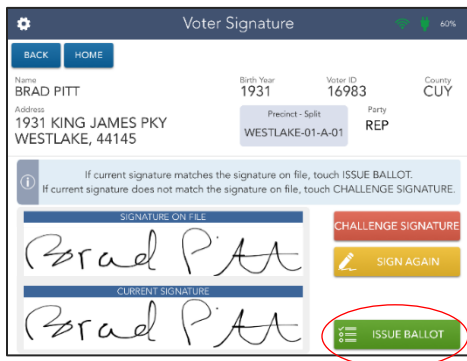 Voter Signature
60%
BACK HOME
Name Birth Year Voter ID County
BRAD PITT 1931 16983 CUY
Address Precinct - Split Party
1931 KING JAMES PKY WESTLAKE-01-A-01 REP
WESTLAKE, 44145
If current signature matches the signature on file, touch ISSUE BALLOT.
If current signature does not match the signature on file, touch CHALLENGE SIGNATURE.
SIGNATURE ON FILE
Brad Pitt
CHALLENGE SIGNATURE
SIGN AGAIN
CURRENT SIGNATURE
Brad Pitt
ISSUE BALLOT